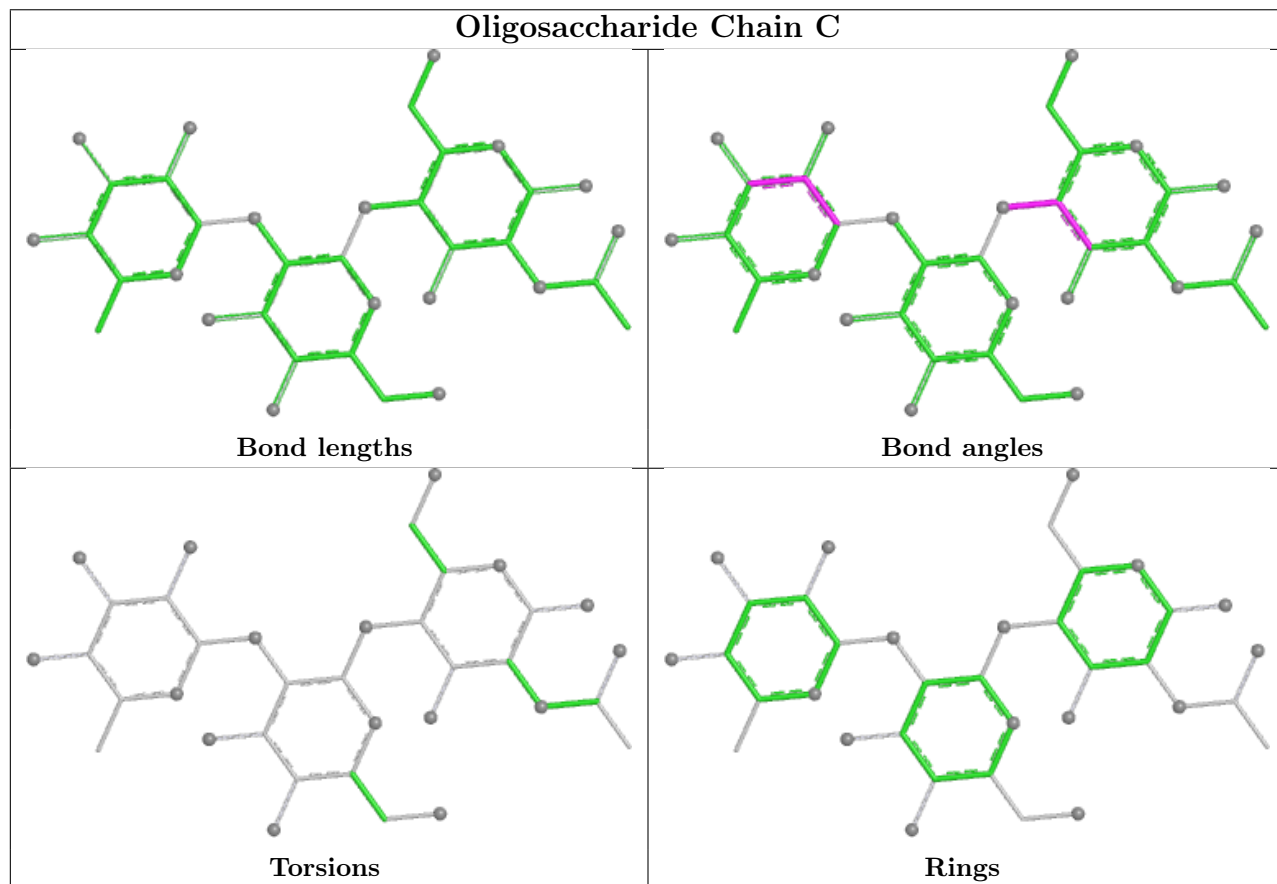 Oligosaccharide Chain C
Bond lengths
Bond angles
Torsions
Rings